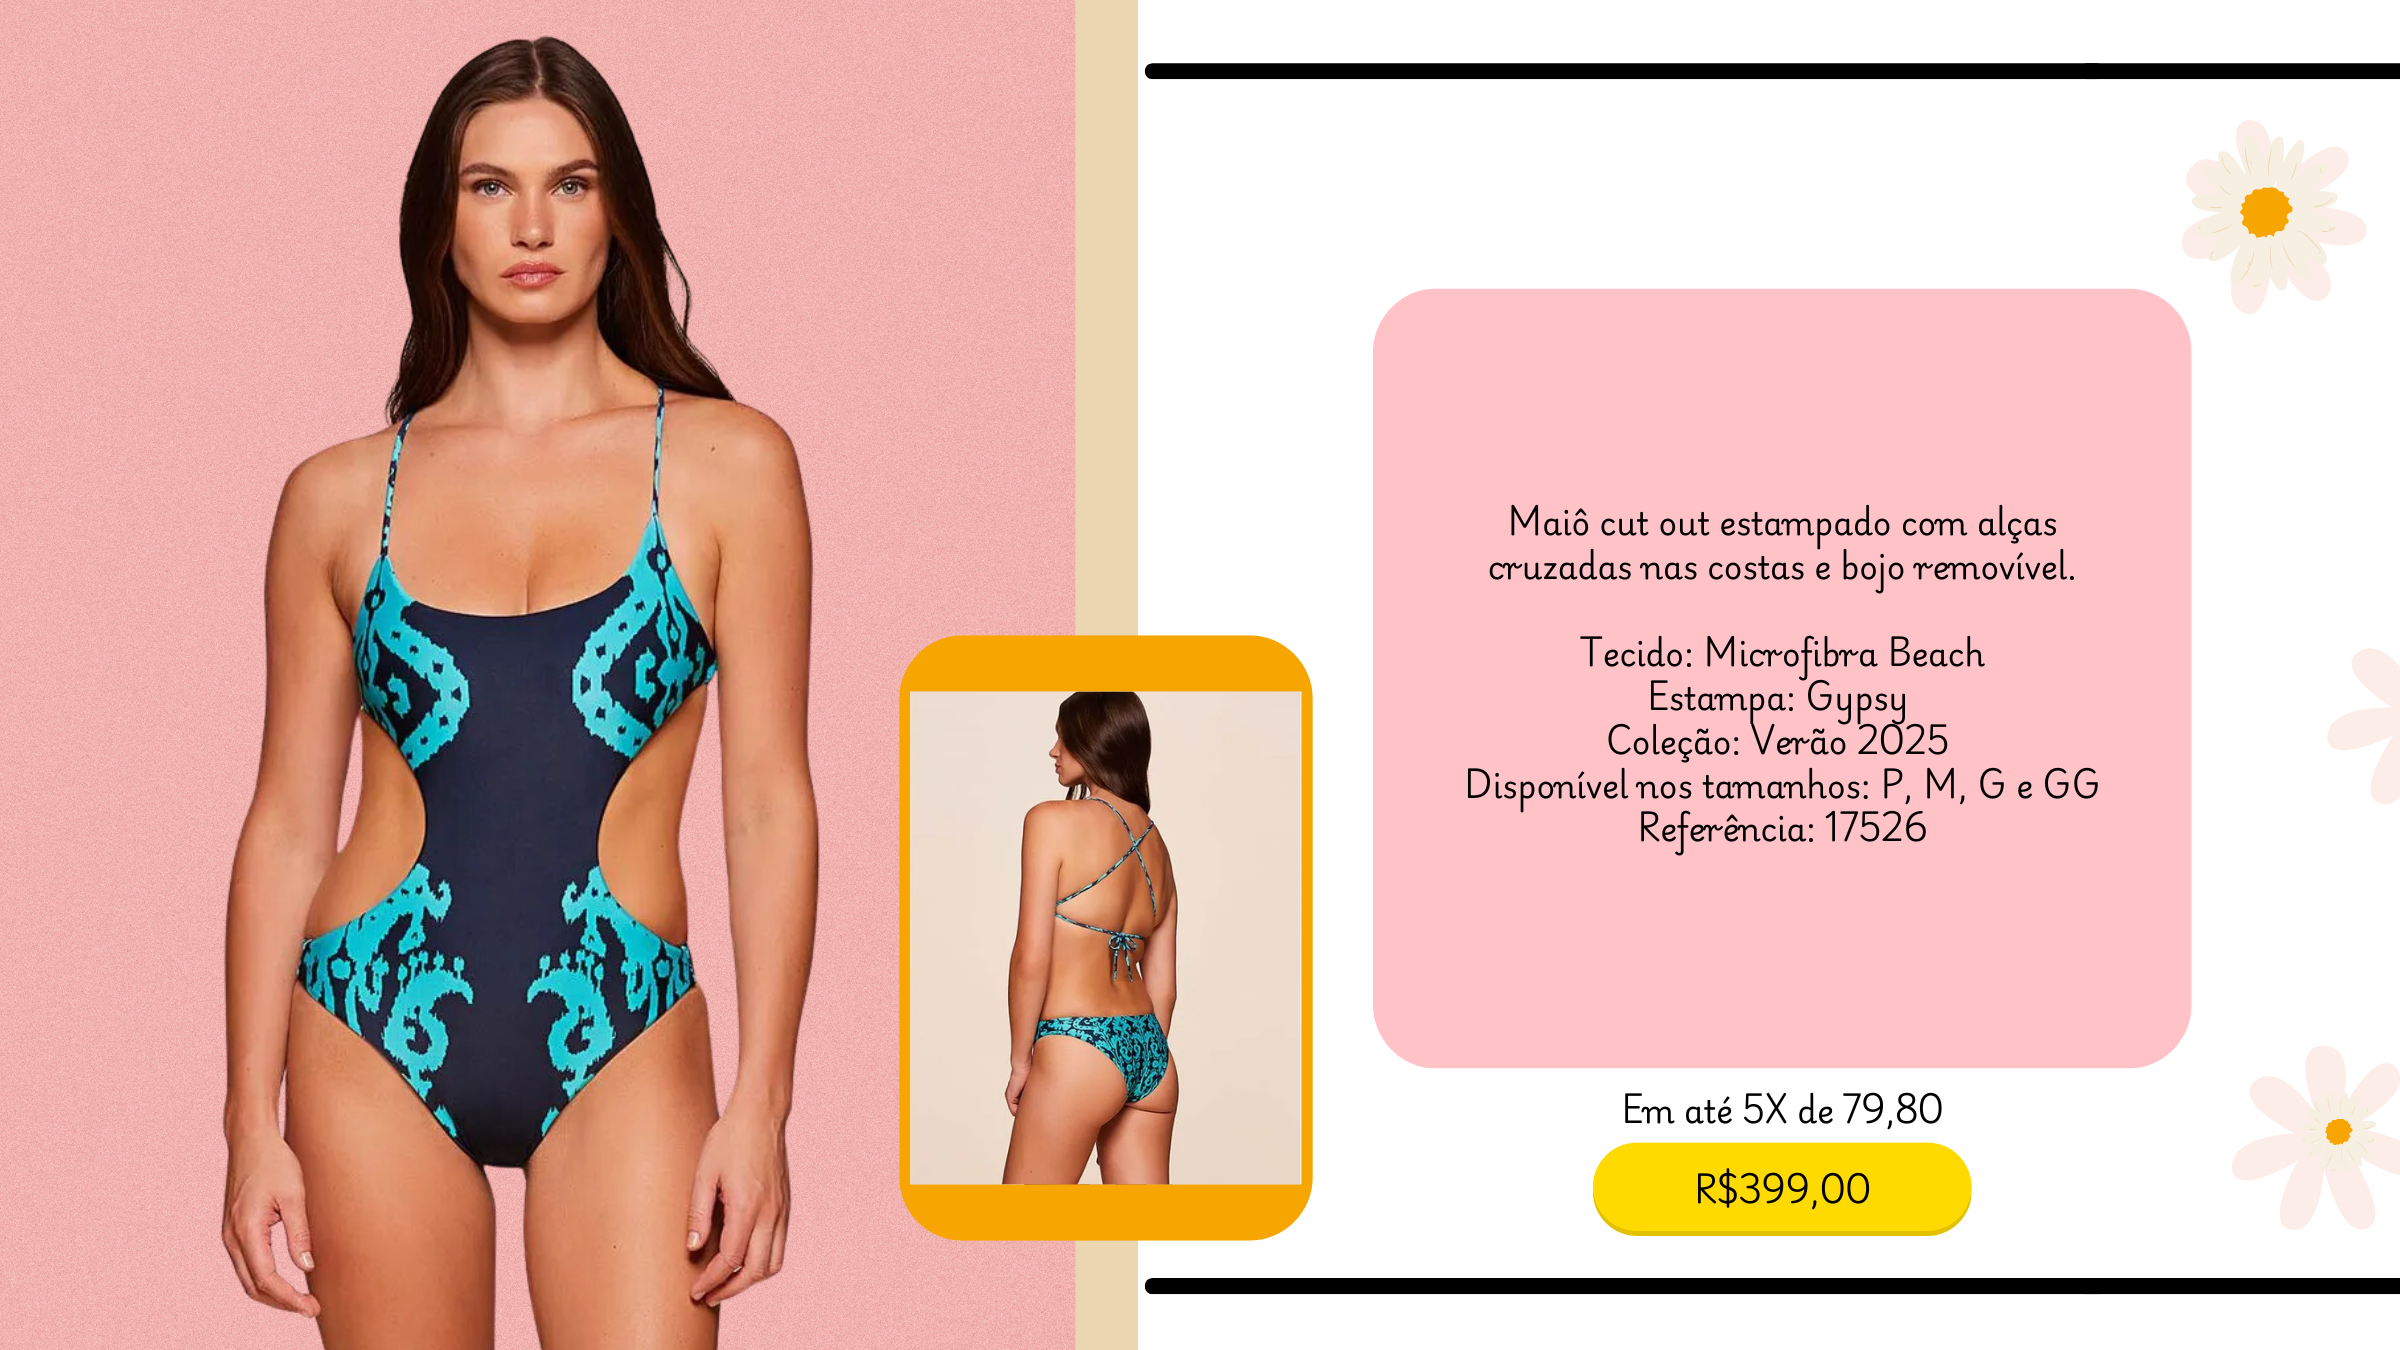 Maiô cut out estampado com alças
cruzadas nas costas e bojo removível.
Tecido: Microfibra Beach
Estampa: Gypsy
Coleção: Verão 2025
Disponível nos tamanhos: P, M, G e GG
Referência: 17526
Em até 5X de 79,80
R$399,00